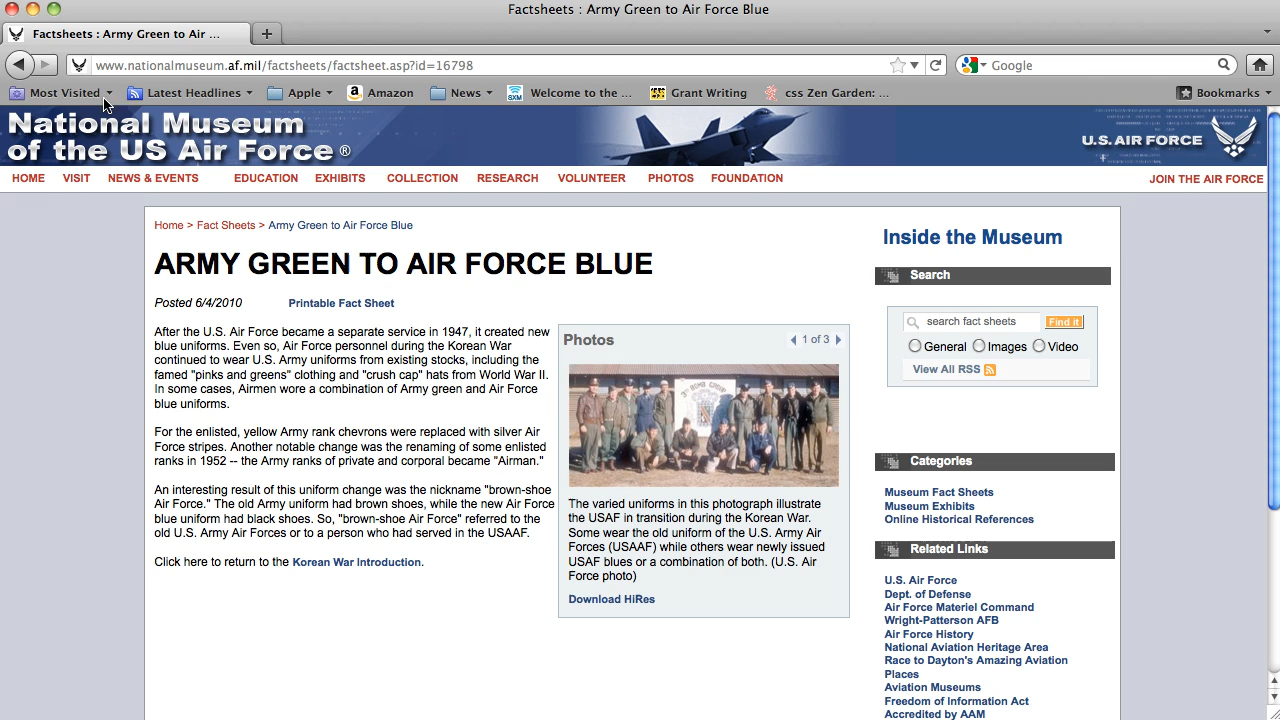 Factsheets : Army Green to Air Force Blue
Factsheets : Army Green to Air ...
www.nationalmuseum.af.mil/factsheets/factsheet.asp?id=16798
Google
Most Visited
Latest Headlines
Apple
Amazon
News
Welcome to the ...
Grant Writing
css Zen Garden: ...
Bookmarks
National Museum
of the US Air Force ®
U.S. AIR FORCE
HOME VISIT NEWS & EVENTS EDUCATION EXHIBITS COLLECTION RESEARCH VOLUNTEER PHOTOS FOUNDATION JOIN THE AIR FORCE
Home > Fact Sheets > Army Green to Air Force Blue
ARMY GREEN TO AIR FORCE BLUE
Posted 6/4/2010 Printable Fact Sheet
After the U.S. Air Force became a separate service in 1947, it created new
blue uniforms. Even so, Air Force personnel during the Korean War
continued to wear U.S. Army uniforms from existing stocks, including the
famed "pinks and greens" clothing and "crush cap" hats from World War II.
In some cases, Airmen wore a combination of Army green and Air Force
blue uniforms.
For the enlisted, yellow Army rank chevrons were replaced with silver Air
Force stripes. Another notable change was the renaming of some enlisted
ranks in 1952 -- the Army ranks of private and corporal became "Airman."
An interesting result of this uniform change was the nickname "brown-shoe
Air Force." The old Army uniform had brown shoes, while the new Air Force
blue uniform had black shoes. So, "brown-shoe Air Force" referred to the
old U.S. Army Air Forces or to a person who had served in the USAAF.
Click here to return to the Korean War Introduction.
Photos 1 of 3
The varied uniforms in this photograph illustrate
the USAF in transition during the Korean War.
Some wear the old uniform of the U.S. Army Air
Forces (USAAF) while others wear newly issued
USAF blues or a combination of both. (U.S. Air
Force photo)
Download HiRes
Inside the Museum
Search
search fact sheets Find it
General Images Video
View All RSS
Categories
Museum Fact Sheets
Museum Exhibits
Online Historical References
Related Links
U.S. Air Force
Dept. of Defense
Air Force Materiel Command
Wright-Patterson AFB
Air Force History
National Aviation Heritage Area
Race to Dayton's Amazing Aviation
Places
Aviation Museums
Freedom of Information Act
Accredited by AAM